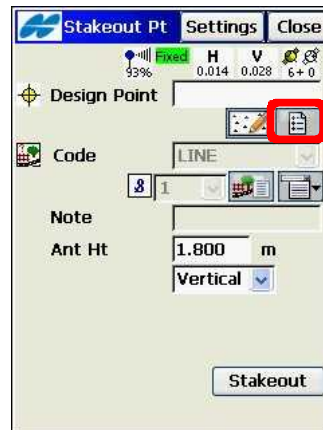 Stakeout Pt Settings Close
Fixed H V
93% 0.014 0.028 6+0
Design Point
Code LINE
1
Note
Ant Ht 1.800 m
Vertical
Stakeout